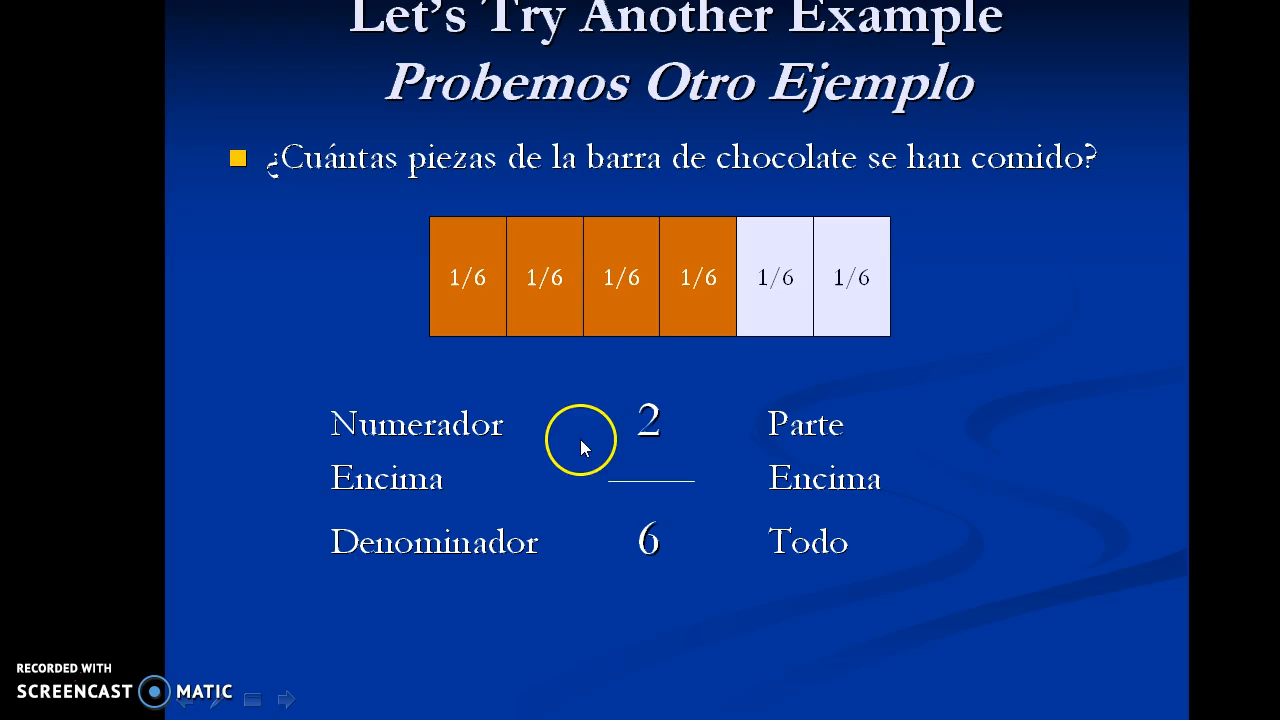 Let's Try Another Example
Probemos Otro Ejemplo
¿Cuántas piezas de la barra de chocolate se han comido?
1/6 1/6 1/6 1/6 1/6 1/6
Numerador 2 Parte
Encima Encima
Denominador 6 Todo
RECORDED WITH
SCREENCAST MATIC